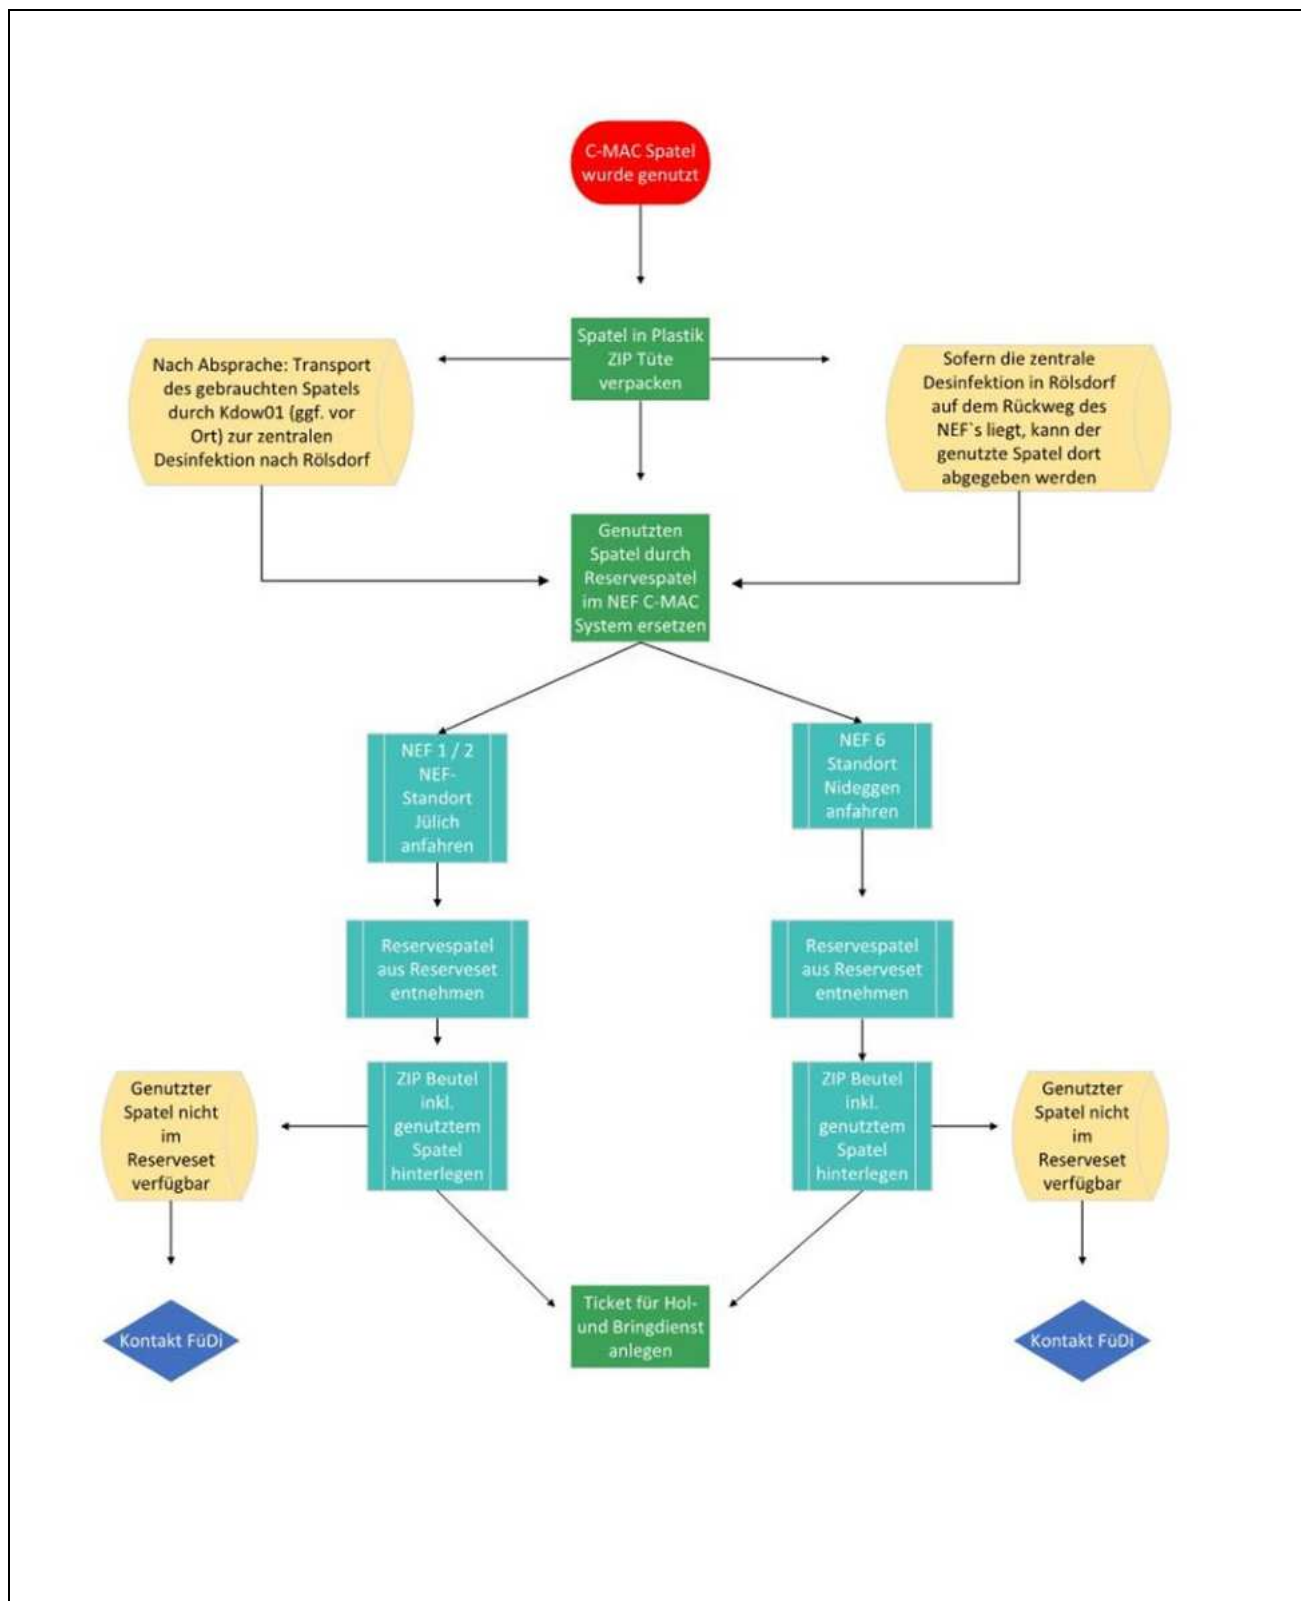 C-MAC Spatel
wurde genutzt
Spatel in Plastik
ZIP Tüte
verpacken
Nach Absprache: Transport
des gebrauchten Spatels
durch Kdow01 (ggf. vor
Ort) zur zentralen
Desinfektion nach Rölsdorf
Sofern die zentrale
Desinfektion in Rölsdorf
auf dem Rückweg des
NEF`s liegt, kann der
genutzte Spatel dort
abgegeben werden
Genutzten
Spatel durch
Reservespatel
im NEF C-MAC
System ersetzen
NEF 1 / 2
NEF-
Standort
Jülich
anfahren
NEF 6
Standort
Nideggen
anfahren
Reservespatel
aus Reserveset
entnehmen
Reservespatel
aus Reserveset
entnehmen
Genutzter
Spatel nicht
im
Reserveset
verfügbar
ZIP Beutel
inkl.
genutztem
Spatel
hinterlegen
ZIP Beutel
inkl.
genutztem
Spatel
hinterlegen
Genutzter
Spatel nicht
im
Reserveset
verfügbar
Kontakt FüDi
Ticket für Hol-
und Bringdienst
anlegen
Kontakt FüDi